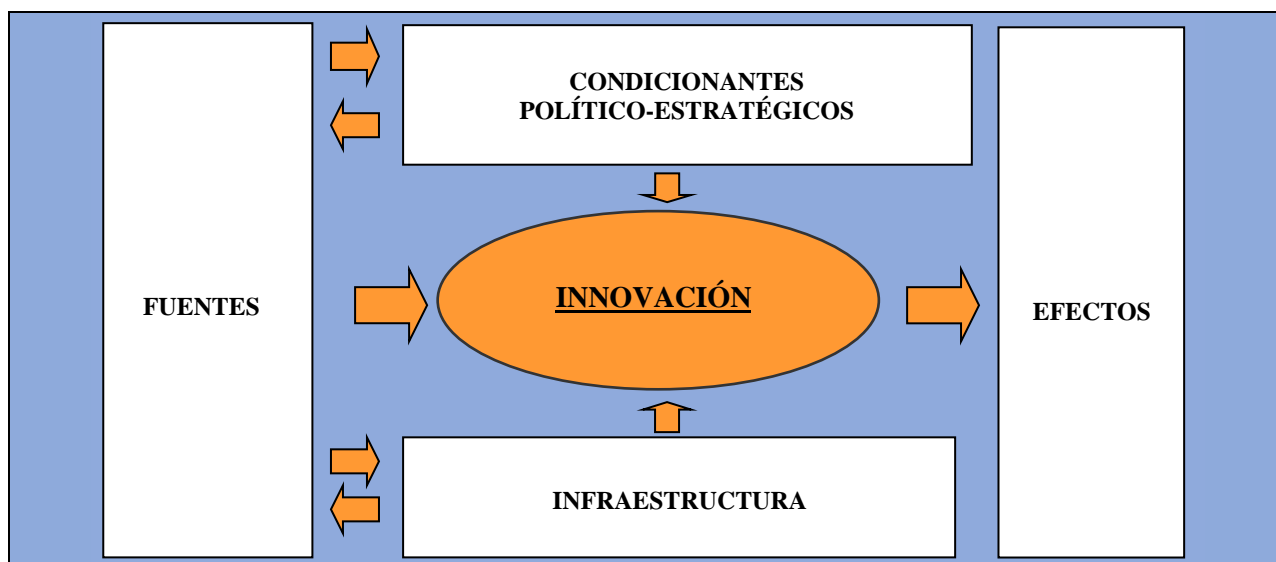 CONDICIONANTES
POLÍTICO-ESTRATÉGICOS
FUENTES
INNOVACIÓN
EFECTOS
INFRAESTRUCTURA